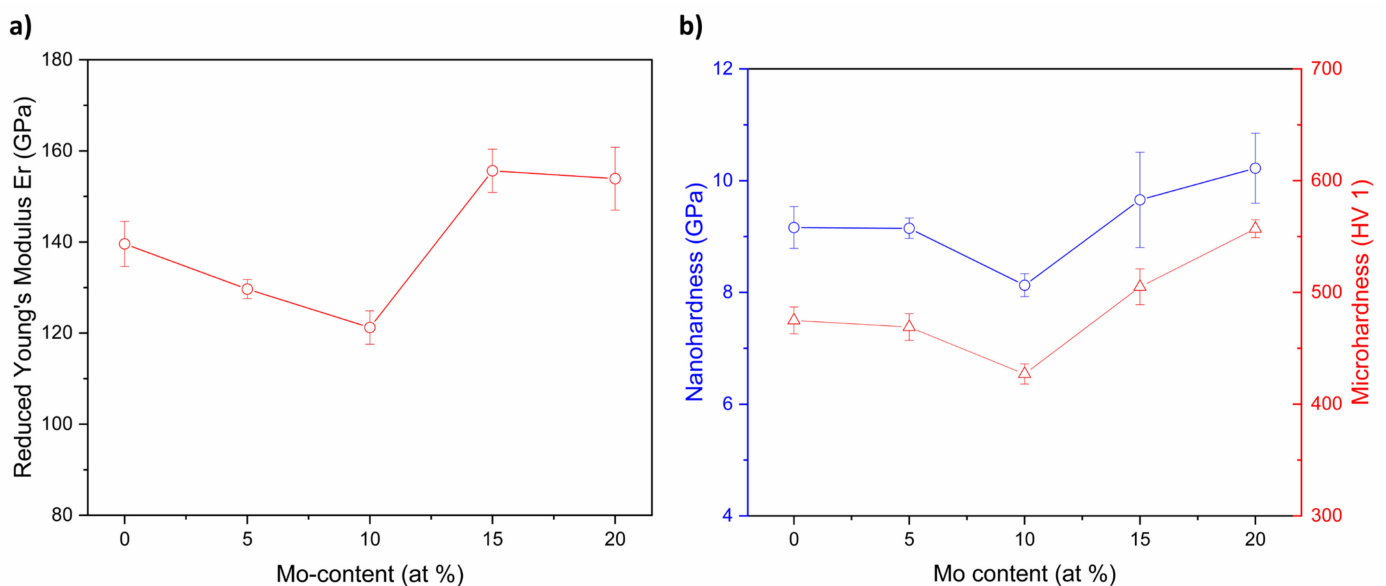 a)
Reduced Young's Modulus Er (GPa)
180
160
140
120
100
80
0 5 10 15 20
Mo-content (at %)
b)
Nanohardness (GPa)
12
10
8
6
4
0 5 10 15 20
Mo content (at %)
700
600
500
400
300
Microhardness (HV 1)